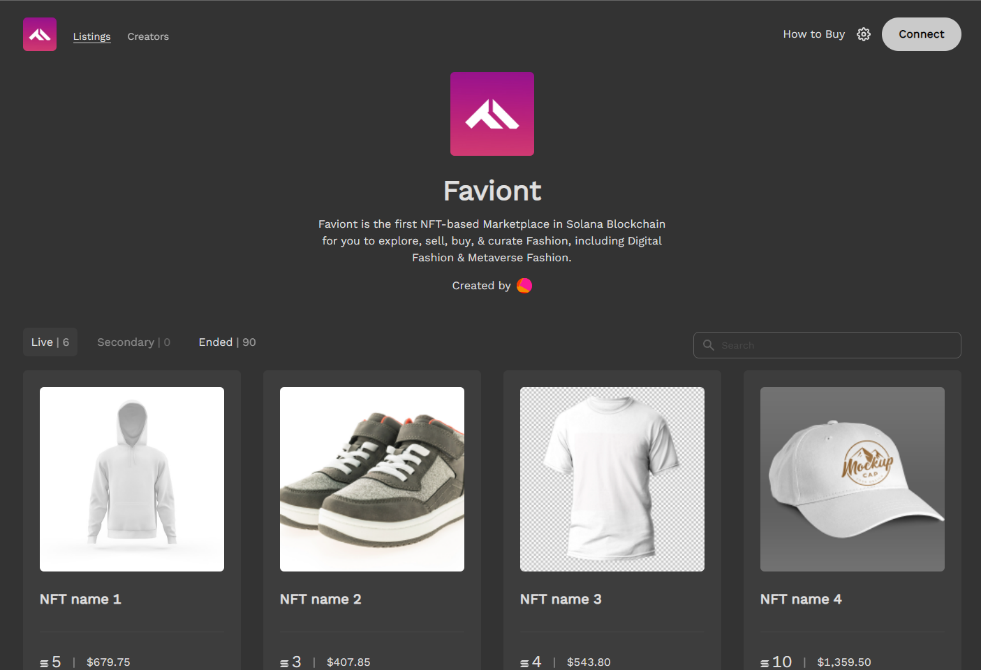 Listings
Creators
How to Buy
Connect
Faviont
Faviont is the first NFT-based Marketplace in Solana Blockchain
for you to explore, sell, buy, & curate Fashion, including Digital
Fashion & Metaverse Fashion.
Created by
Live | 6
Secondary | 0
Ended | 90
Search
Mockup
CAP
NFT name 1
NFT name 2
NFT name 3
NFT name 4
5 | $679.75
3 | $407.85
4 | $543.80
10 | $1,359.50